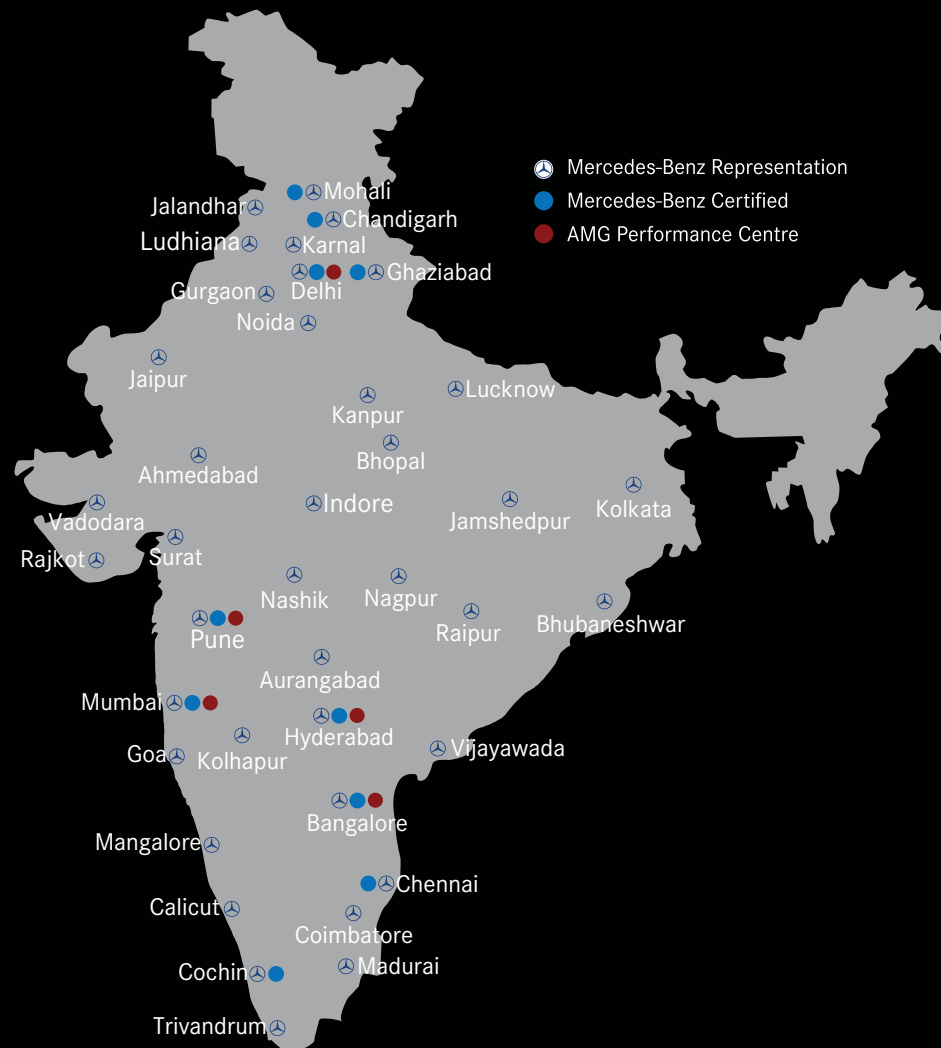 Mercedes-Benz Representation
Mercedes-Benz Certified
AMG Performance Centre
Mohali
Jalandhar
Chandigarh
Ludhiana
Karnal
Ghaziabad
Gurgaon
Delhi
Noida
Jaipur
Lucknow
Kanpur
Bhopal
Ahmedabad
Indore
Kolkata
Jamshedpur
Vadodara
Surat
Rajkot
Nashik
Nagpur
Bhubaneshwar
Raipur
Pune
Aurangabad
Mumbai
Hyderabad
Vijayawada
Goa
Kolhapur
Bangalore
Mangalore
Chennai
Calicut
Coimbatore
Madurai
Cochin
Trivandrum